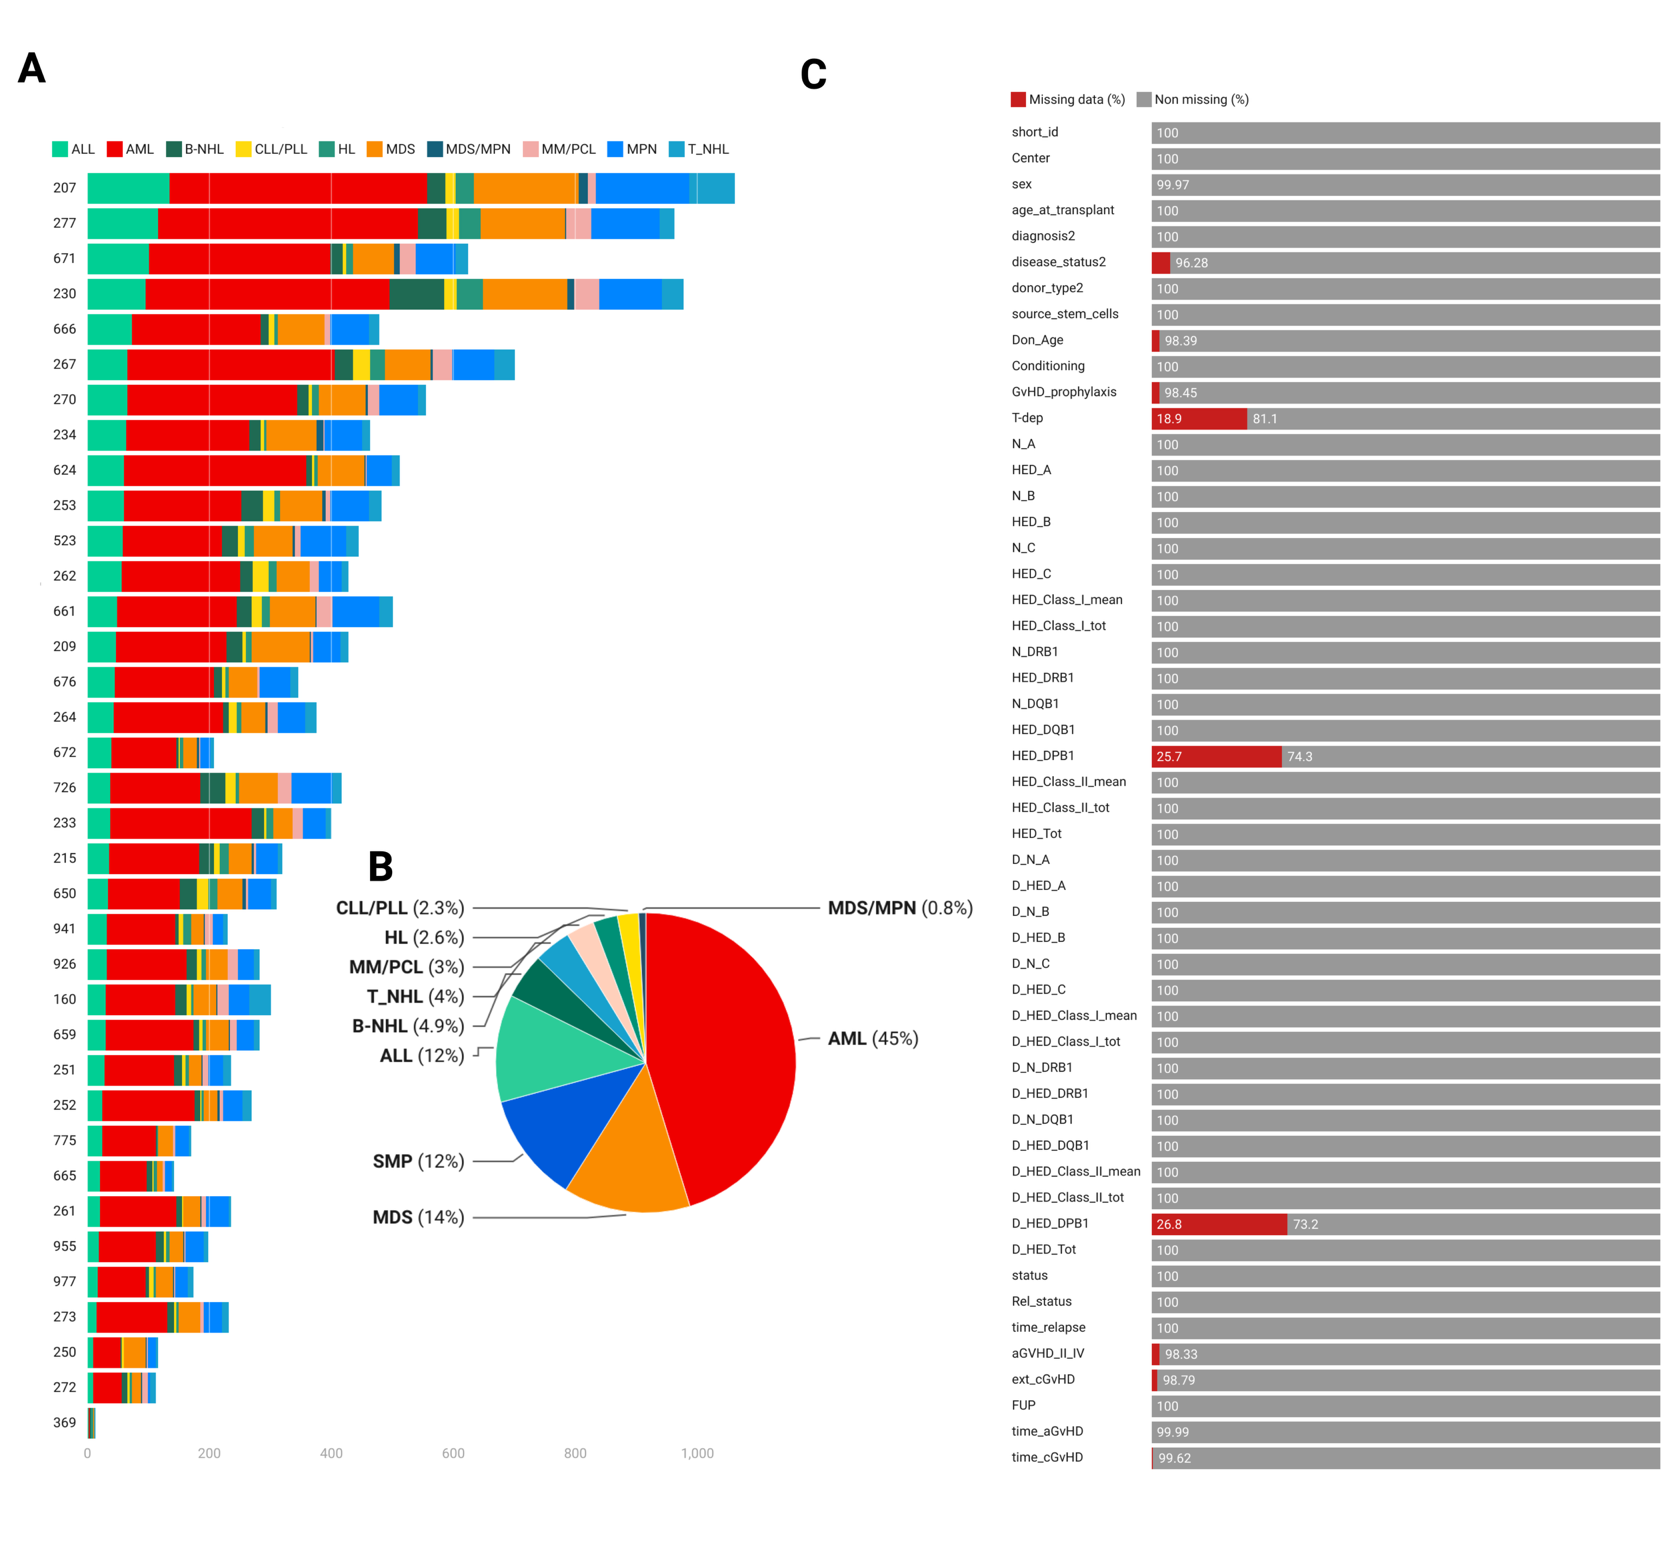 A
ALL AML B-NHL CLL/PLL HL MDS MDS/MPN MM/PCL MPN T_NHL
207
277
671
230
666
267
270
234
624
253
523
262
661
209
676
264
672
726
233
215
650
941
926
160
659
251
252
775
665
261
955
977
273
250
272
369
0 200 400 600 800 1,000
B
CLL/PLL (2.3%)
HL (2.6%)
MM/PCL (3%)
T_NHL (4%)
B-NHL (4.9%)
ALL (12%)
SMP (12%)
MDS (14%)
MDS/MPN (0.8%)
AML (45%)
C
Missing data (%) Non missing (%)
short_id 100
Center 100
sex 99.97
age_at_transplant 100
diagnosis2 100
disease_status2 96.28
donor_type2 100
source_stem_cells 100
Don_Age 98.39
Conditioning 100
GvHD_prophylaxis 98.45
T-dep 18.9 81.1
N_A 100
HED_A 100
N_B 100
HED_B 100
N_C 100
HED_C 100
HED_Class_I_mean 100
HED_Class_I_tot 100
N_DRB1 100
HED_DRB1 100
N_DQB1 100
HED_DQB1 100
HED_DPB1 25.7 74.3
HED_Class_II_mean 100
HED_Class_II_tot 100
HED_Tot 100
D_N_A 100
D_HED_A 100
D_N_B 100
D_HED_B 100
D_N_C 100
D_HED_C 100
D_HED_Class_I_mean 100
D_HED_Class_I_tot 100
D_N_DRB1 100
D_HED_DRB1 100
D_N_DQB1 100
D_HED_DQB1 100
D_HED_Class_II_mean 100
D_HED_Class_II_tot 100
D_HED_DPB1 26.8 73.2
D_HED_Tot 100
status 100
Rel_status 100
time_relapse 100
aGVHD_II_IV 98.33
ext_cGvHD 98.79
FUP 100
time_aGvHD 99.99
time_cGvHD 99.62